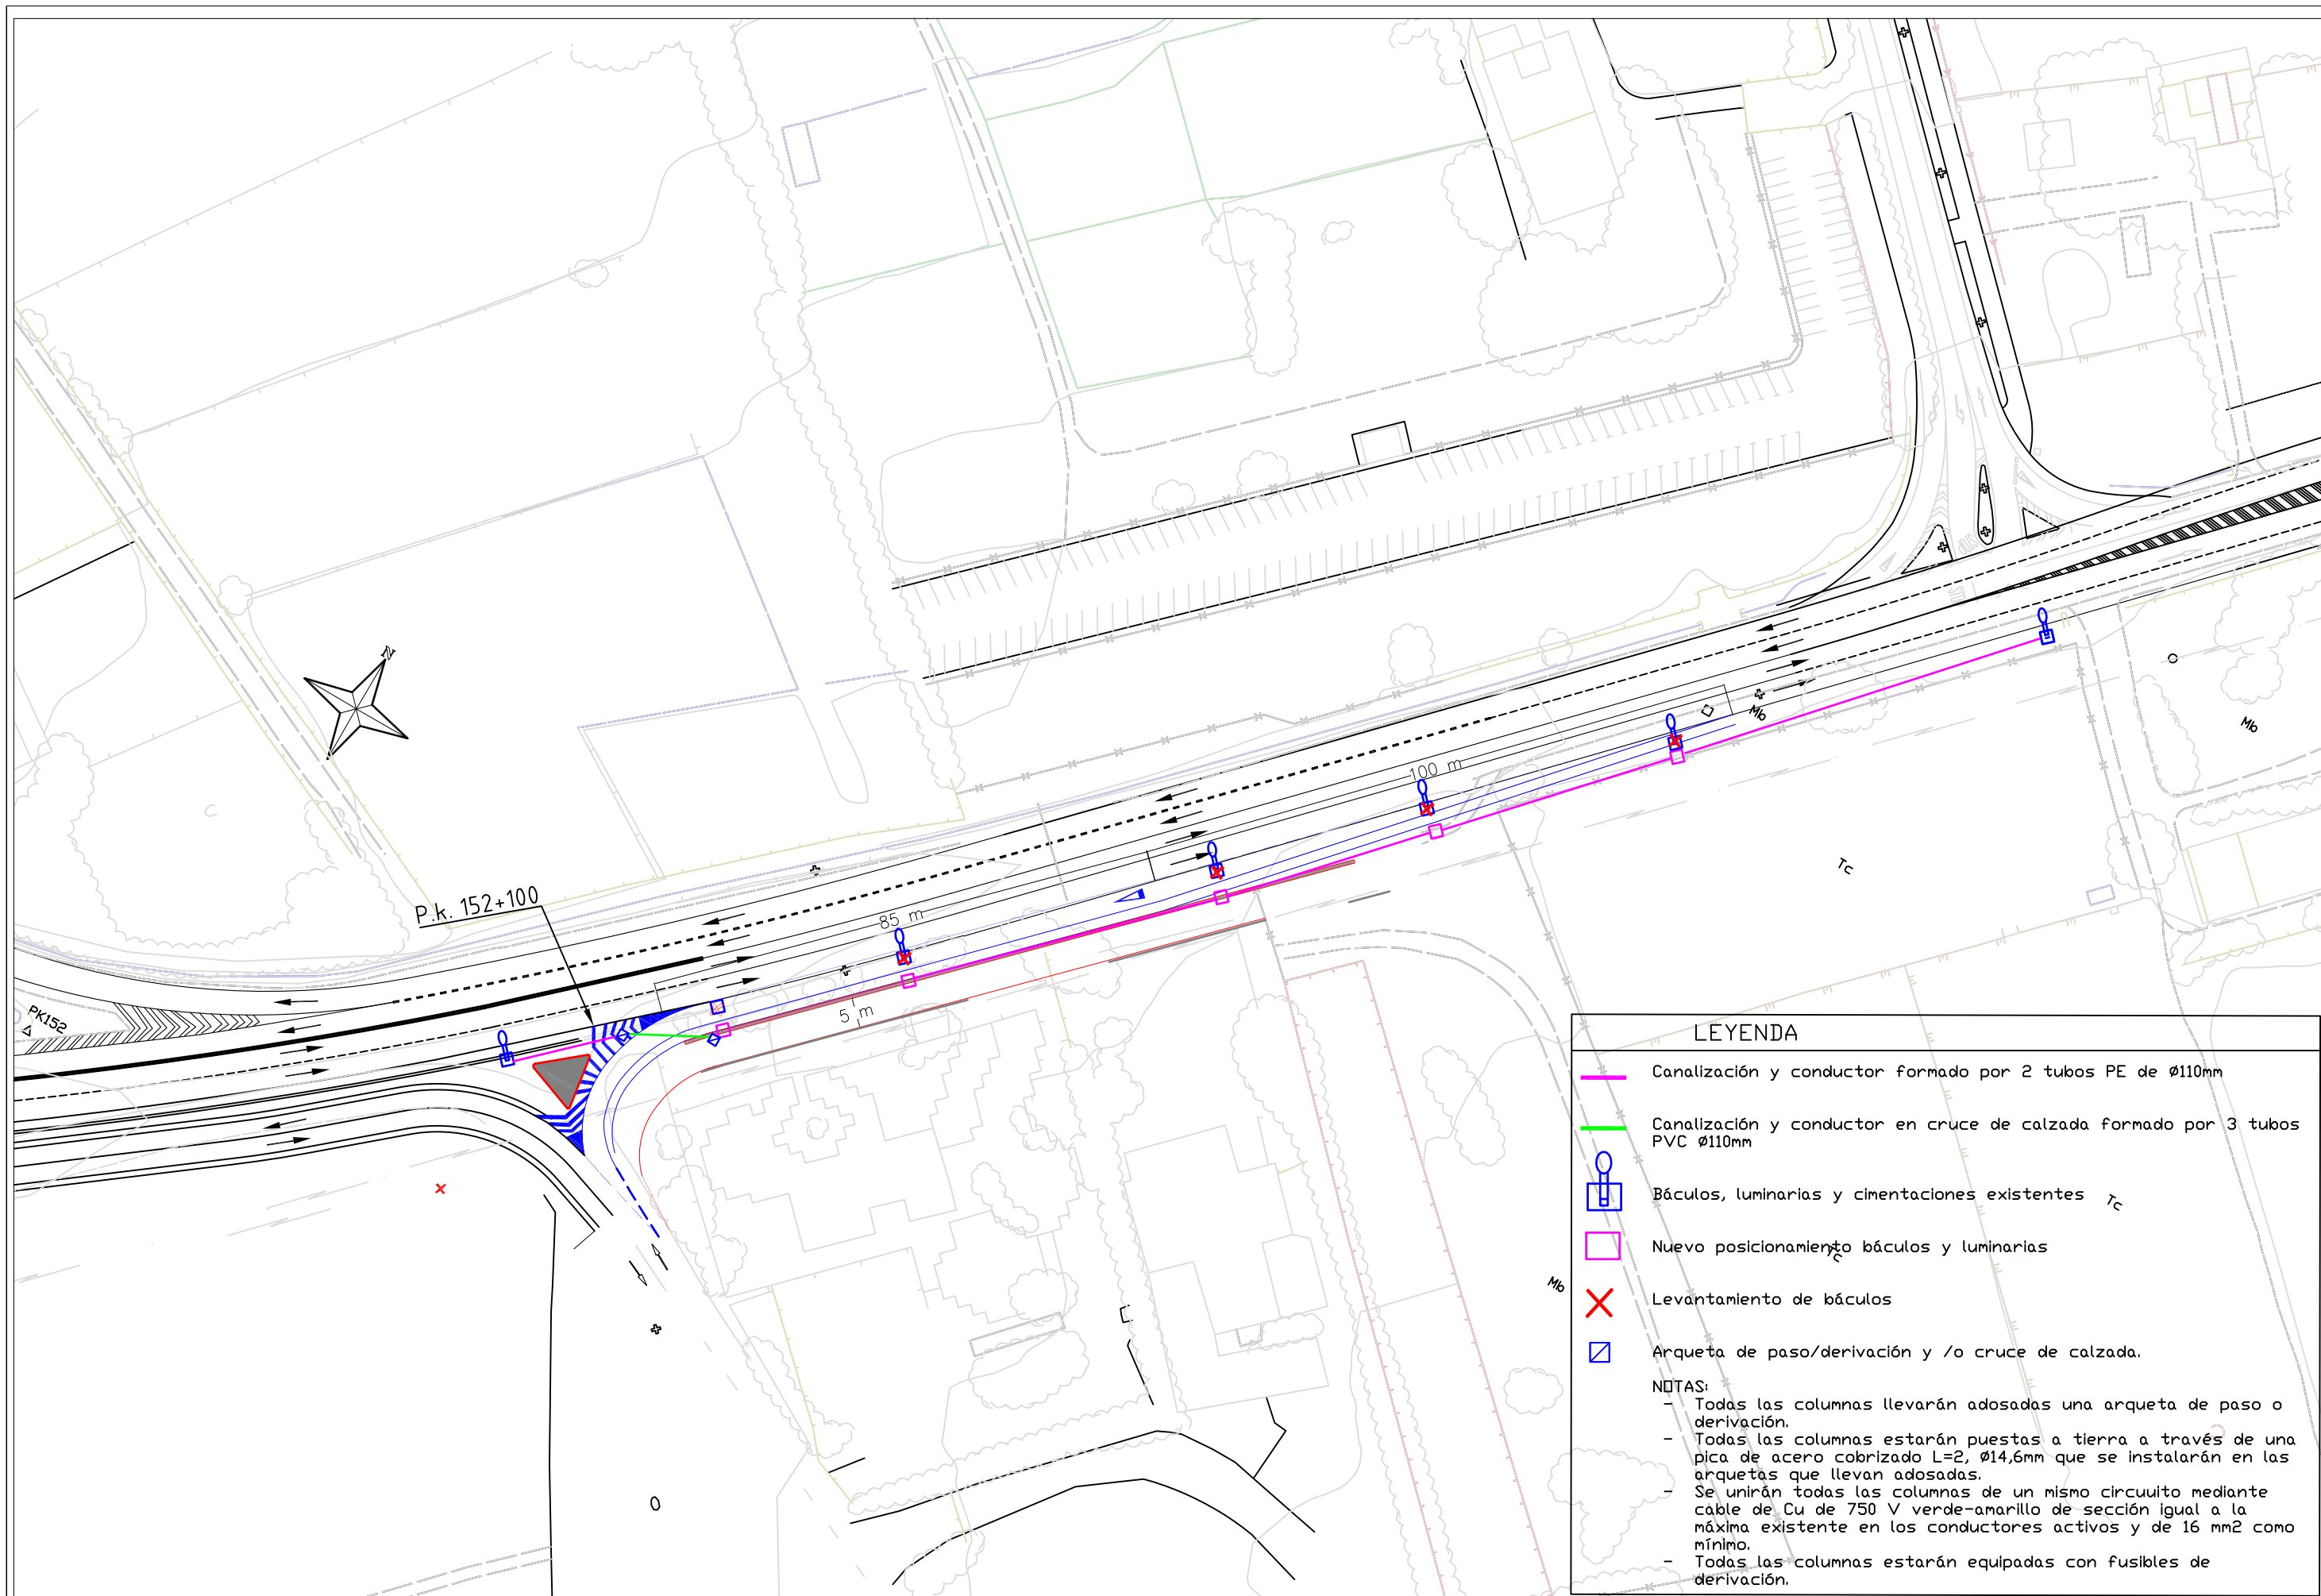 N
P.k. 152+100
PK152
85 m
5 m
100 m
Mb
Mb
Tc
Mb
LEYENDA
Canalización y conductor formado por 2 tubos PE de Ø110mm
Canalización y conductor en cruce de calzada formado por 3 tubos
PVC Ø110mm
Báculos, luminarias y cimentaciones existentes
Tc
Nuevo posicionamiento báculos y luminarias
Tc
Levantamiento de báculos
Arqueta de paso/derivación y /o cruce de calzada.
NOTAS:
- Todas las columnas llevarán adosadas una arqueta de paso o
derivación.
- Todas las columnas estarán puestas a tierra a través de una
pica de acero cobrizado L=2, Ø14,6mm que se instalarán en las
arquetas que llevan adosadas.
- Se unirán todas las columnas de un mismo circuuito mediante
cable de Cu de 750 V verde-amarillo de sección igual a la
máxima existente en los conductores activos y de 16 mm2 como
mínimo.
- Todas las columnas estarán equipadas con fusibles de
derivación.